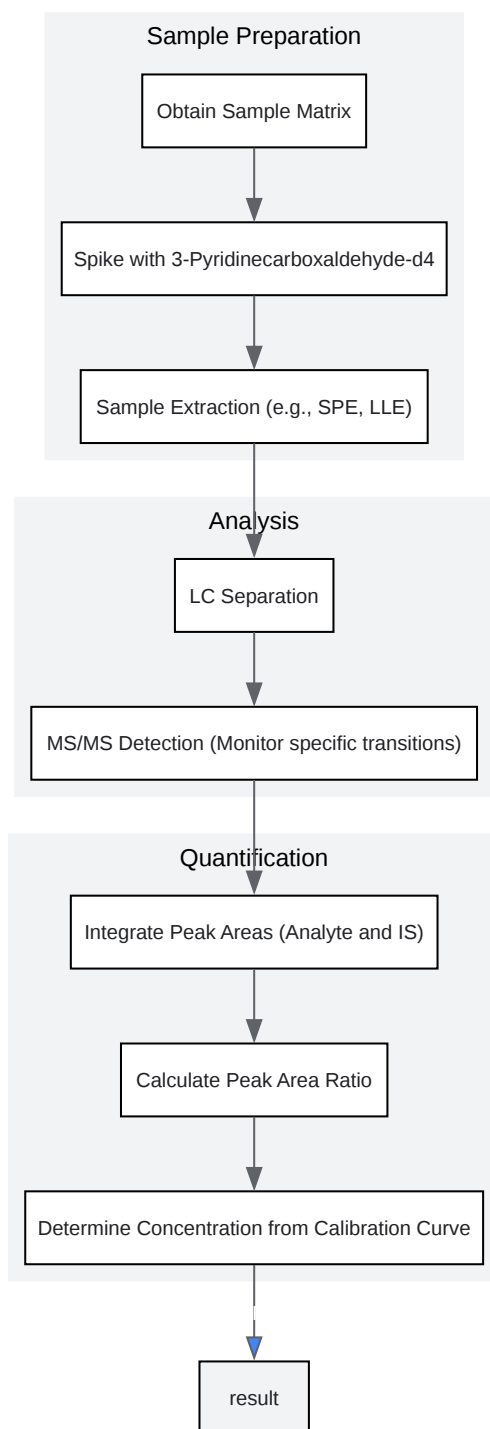 Sample Preparation
Obtain Sample Matrix
Spike with 3-Pyridinecarboxaldehyde-d4
Sample Extraction (e.g., SPE, LLE)
Analysis
LC Separation
MS/MS Detection (Monitor specific transitions)
Quantification
Integrate Peak Areas (Analyte and IS)
Calculate Peak Area Ratio
Determine Concentration from Calibration Curve
result